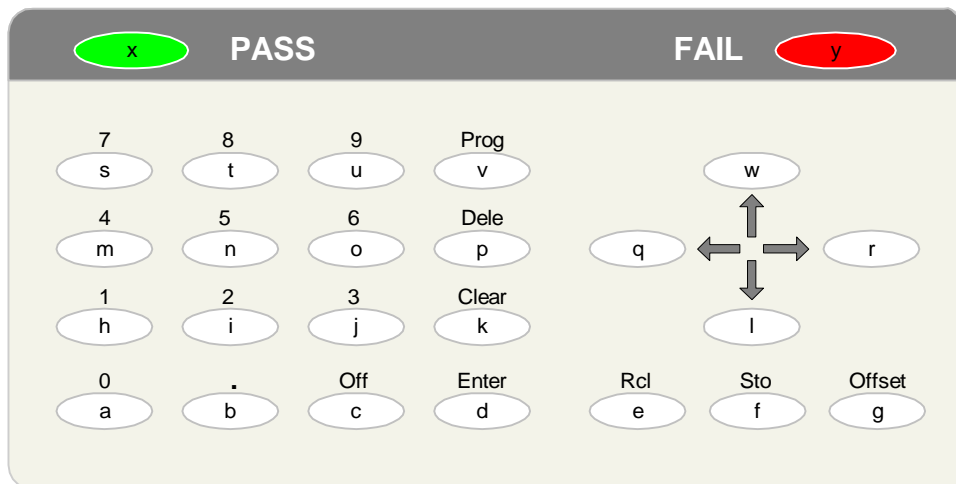 x PASS FAIL y
7 8 9 Prog
s t u v w
4 5 6 Dele
m n o p q r
1 2 3 Clear
h i j k l
0 . Off Enter Rcl Sto Offset
a b c d e f g